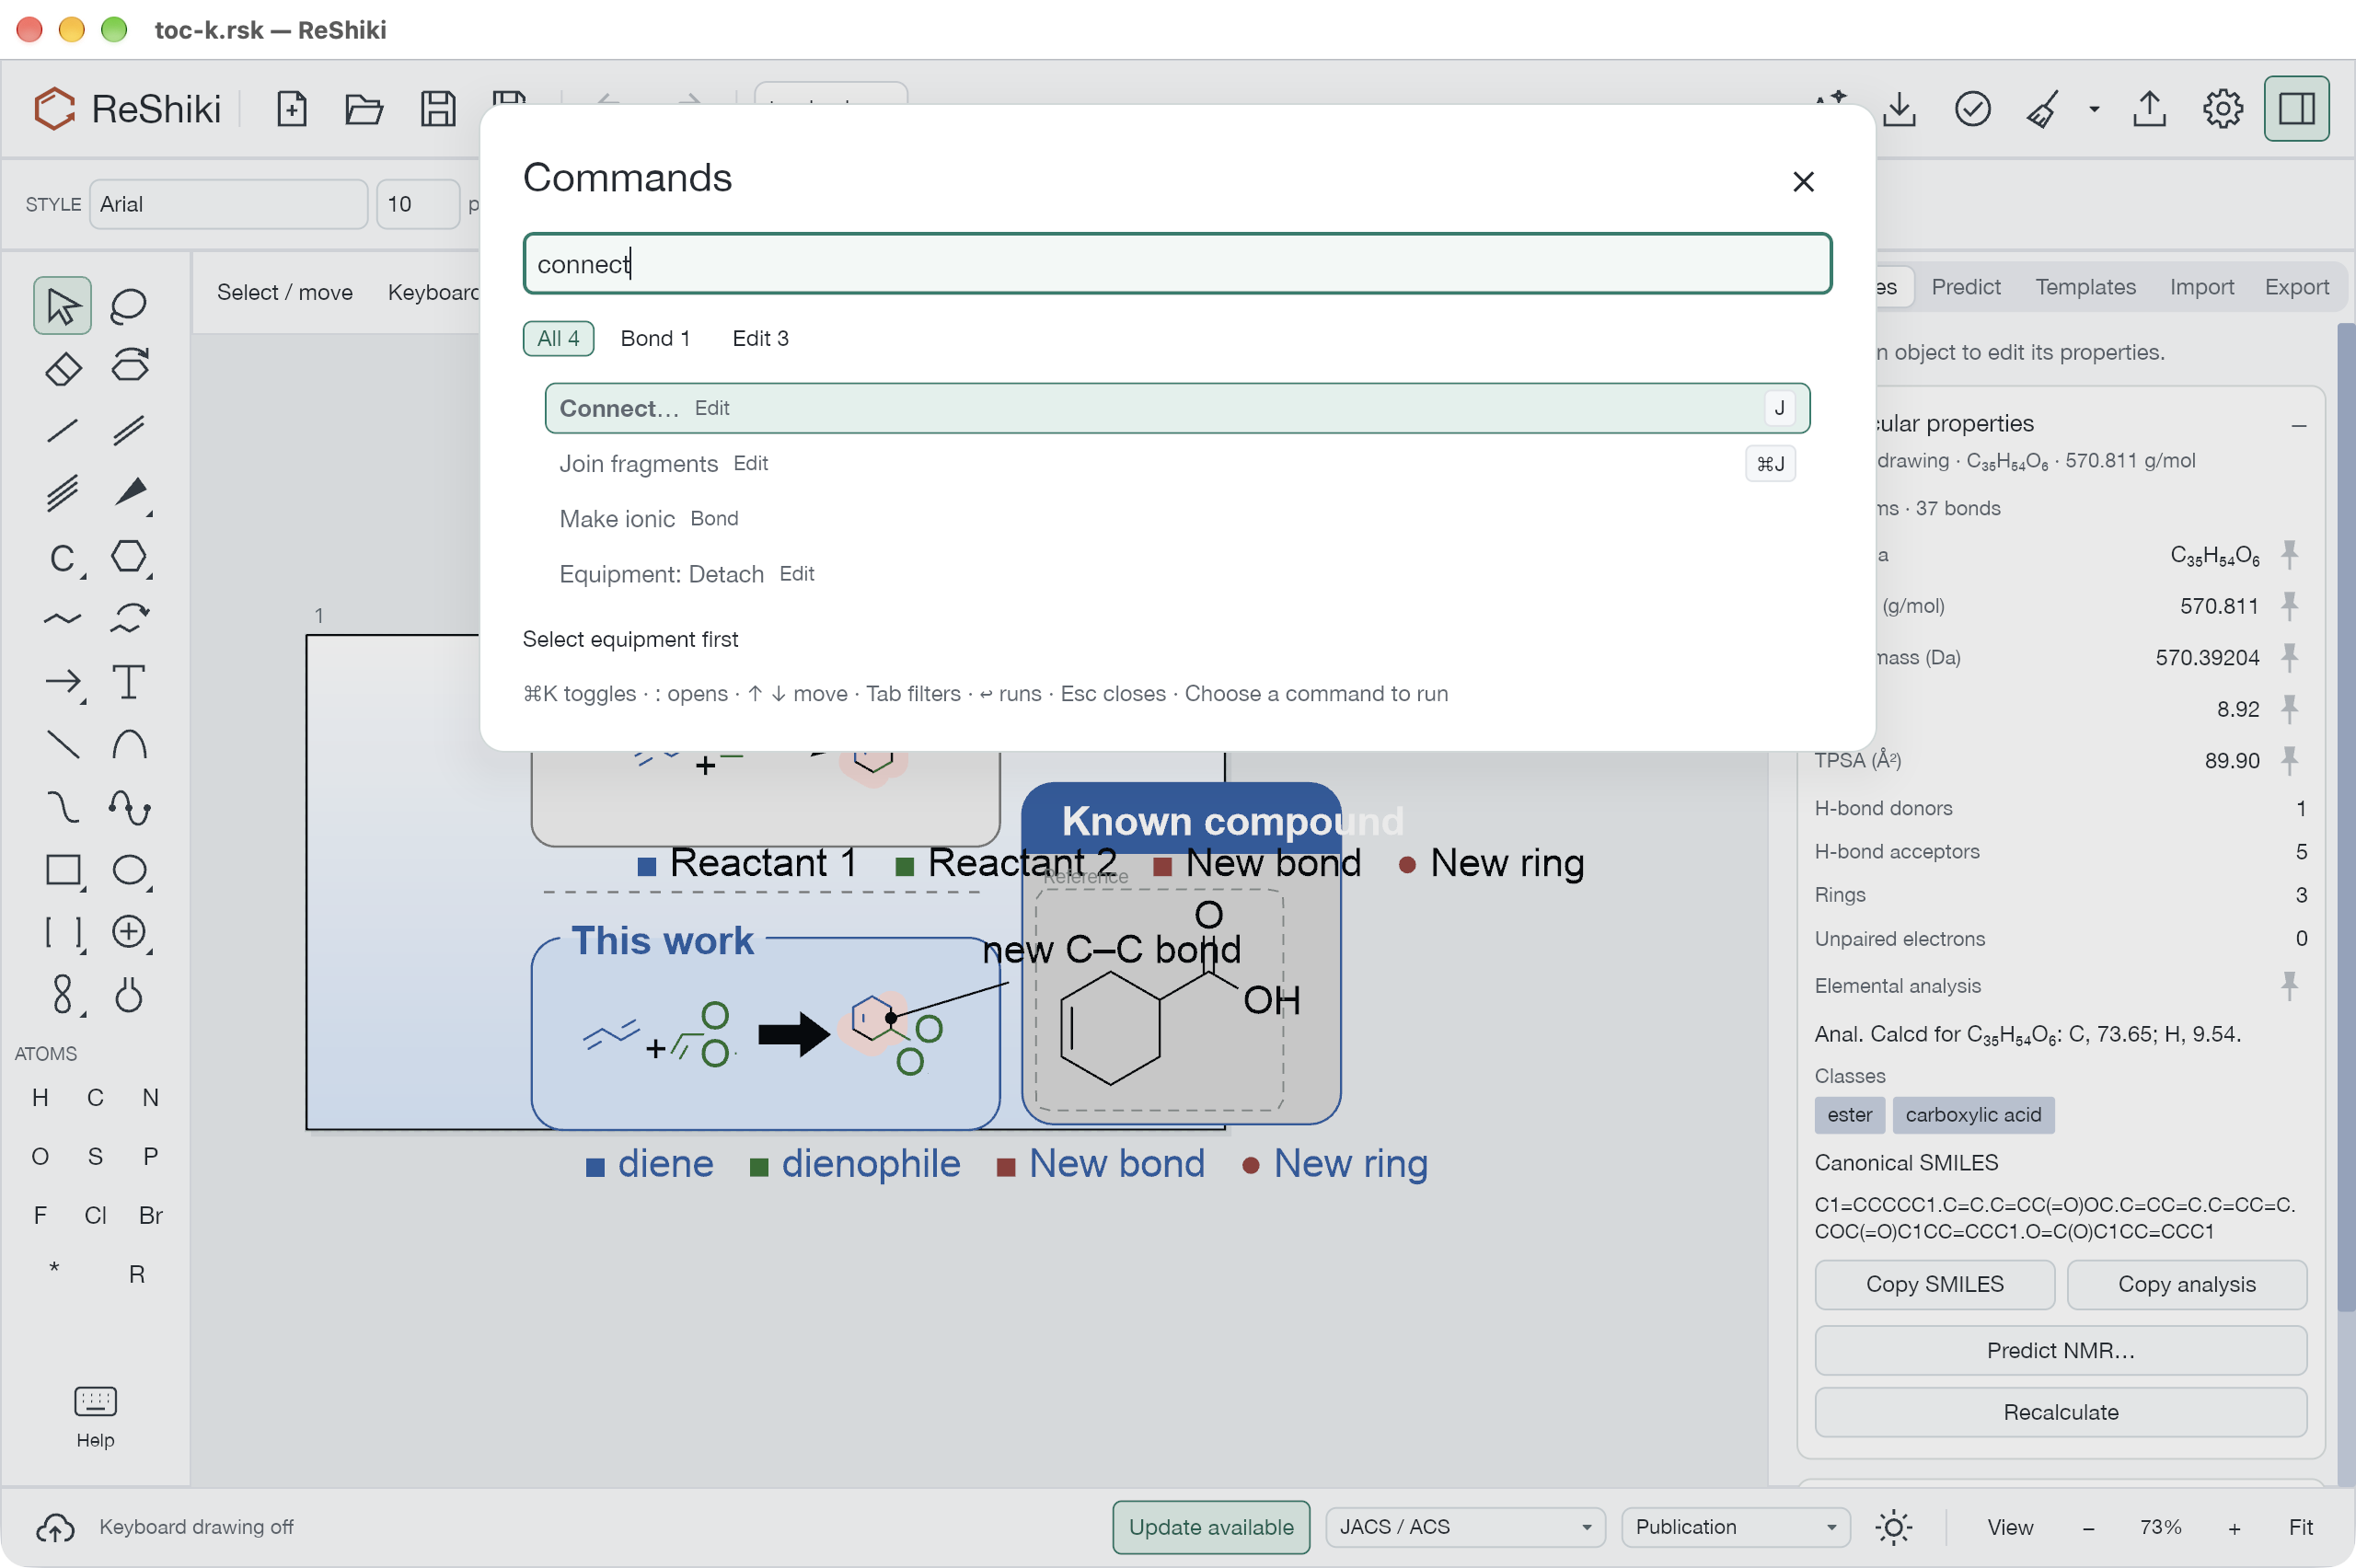 toc-k.rsk — ReShiki
ReShiki
STYLE Arial 10
Select / move
Commands
connect
All 4 Bond 1 Edit 3
Connect… Edit J
Join fragments Edit ⌘J
Make ionic Bond
Equipment: Detach Edit
Select equipment first
⌘K toggles · : opens · ↑ ↓ move · Tab filters · ↩ runs · Esc closes · Choose a command to run
Predict Templates Import Export
object to edit its properties.
properties
drawing · C₃₅H₅₄O₆ · 570.811 g/mol
· 37 bonds
C₃₅H₅₄O₆
(g/mol) 570.811
mass (Da) 570.39204
8.92
TPSA (Å²) 89.90
H-bond donors 1
H-bond acceptors 5
Rings 3
Unpaired electrons 0
Elemental analysis
Anal. Calcd for C₃₅H₅₄O₆: C, 73.65; H, 9.54.
Classes
ester carboxylic acid
Canonical SMILES
C1=CCCCC1.C=C.C=CC(=O)OC.C=CC=C.C=CC=C.
COC(=O)C1CC=CCC1.O=C(O)C1CC=CCC1
Copy SMILES Copy analysis
Predict NMR…
Recalculate
1
+
Known compound
Reactant 1 Reactant 2 New bond New ring
Reference
This work
new C–C bond
O
OH
+
O
O
O
O
diene dienophile New bond New ring
C
T
[ ]
ATOMS
H C N
O S P
F Cl Br
* R
Help
Keyboard drawing off
Update available
JACS / ACS
Publication
View − 73% + Fit